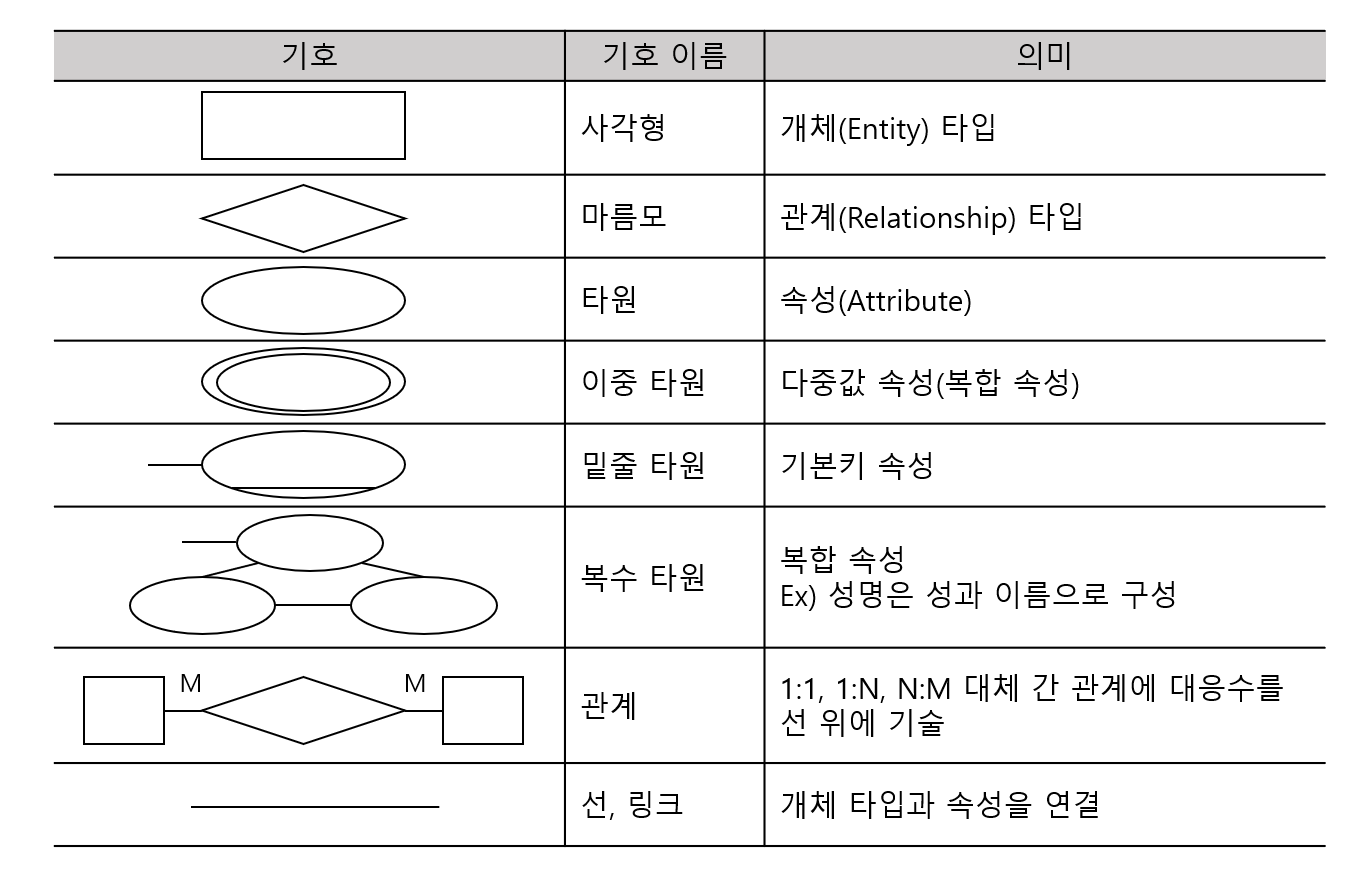 기호 기호 이름 의미
사각형 개체(Entity) 타입
마름모 관계(Relationship) 타입
타원 속성(Attribute)
이중 타원 다중값 속성(복합 속성)
밑줄 타원 기본키 속성
복수 타원 복합 속성
Ex) 성명은 성과 이름으로 구성
M M 관계 1:1, 1:N, N:M 대체 간 관계에 대응수를
선 위에 기술
선, 링크 개체 타입과 속성을 연결